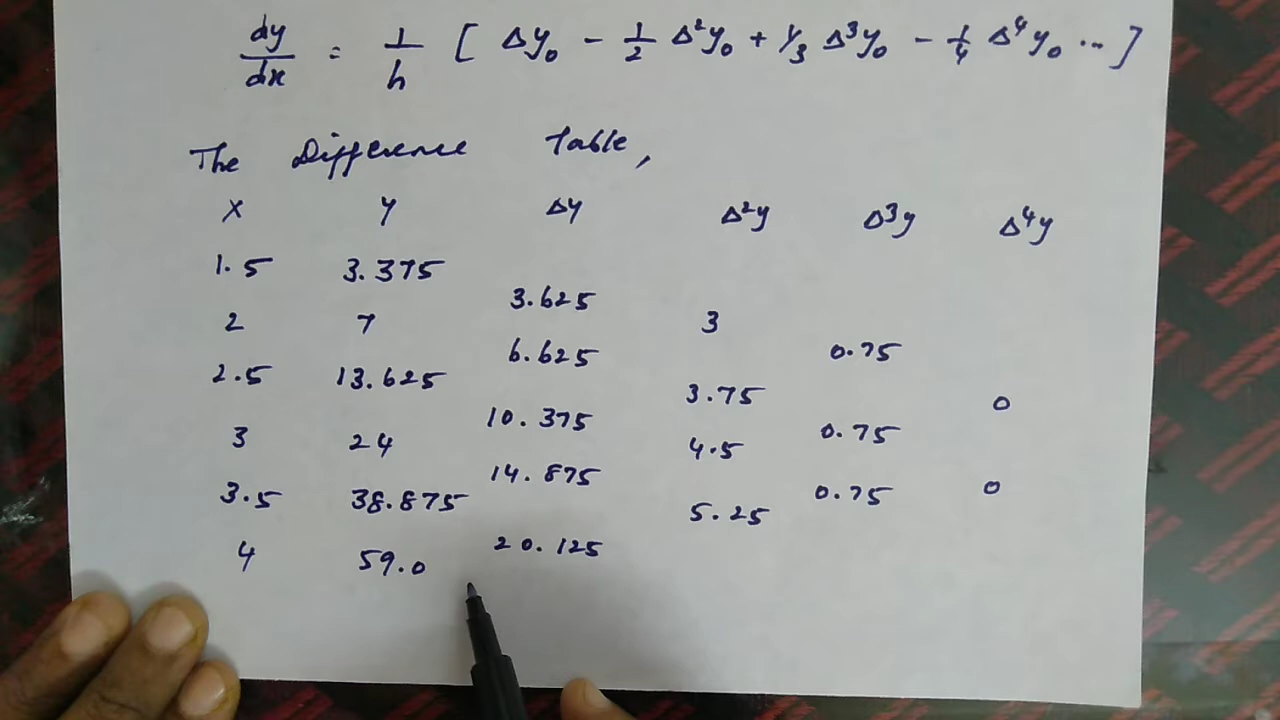 dy/dx = 1/h [ Δy₀ - 1/2 Δ²y₀ + 1/3 Δ³y₀ - 1/4 Δ⁴y₀ ... ]
The Difference Table,
X Y Δy Δ²y Δ³y Δ⁴y
1.5 3.375
3.625
2 7 3
6.625 0.75
2.5 13.625
3.75 0
10.375
3 24 4.5 0.75
14.875
3.5 38.875 0.75 0
5.25
20.125
4 59.0